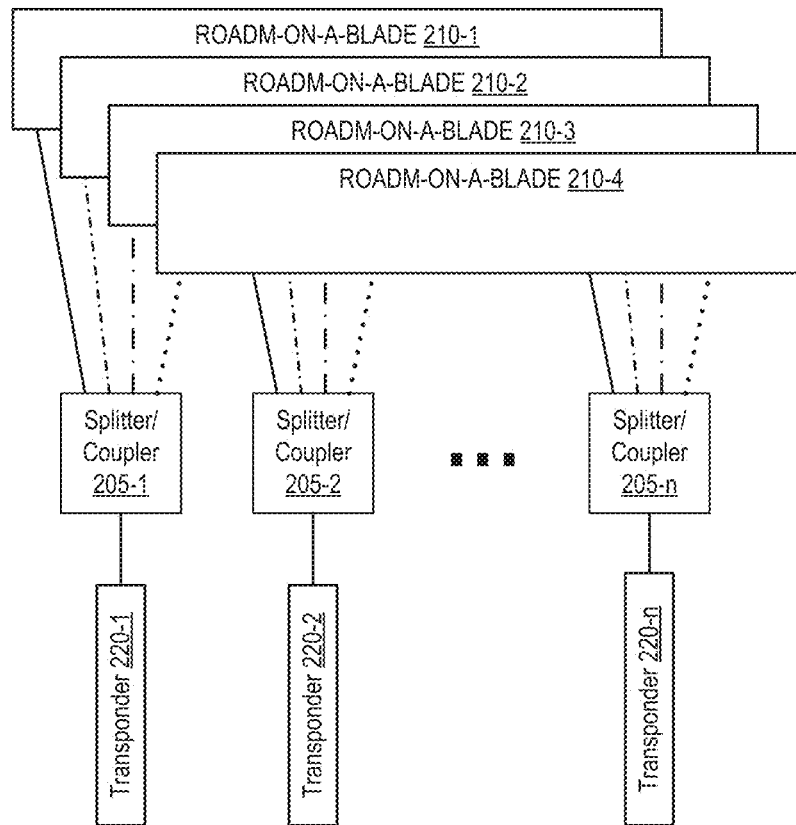 ROADM-ON-A-BLADE 210-1
ROADM-ON-A-BLADE 210-2
ROADM-ON-A-BLADE 210-3
ROADM-ON-A-BLADE 210-4
Splitter/
Coupler
205-1
Splitter/
Coupler
205-2
Splitter/
Coupler
205-n
Transponder 220-1
Transponder 220-2
Transponder 220-n